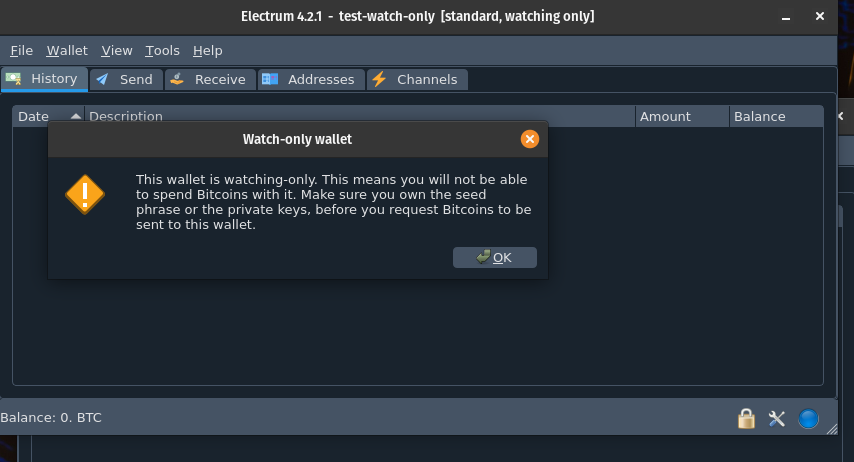 Electrum 4.2.1 - test-watch-only [standard, watching only]
File Wallet View Tools Help
History Send Receive Addresses Channels
Date Description Amount Balance
Watch-only wallet
This wallet is watching-only. This means you will not be able
to spend Bitcoins with it. Make sure you own the seed
phrase or the private keys, before you request Bitcoins to be
sent to this wallet.
OK
Balance: 0. BTC